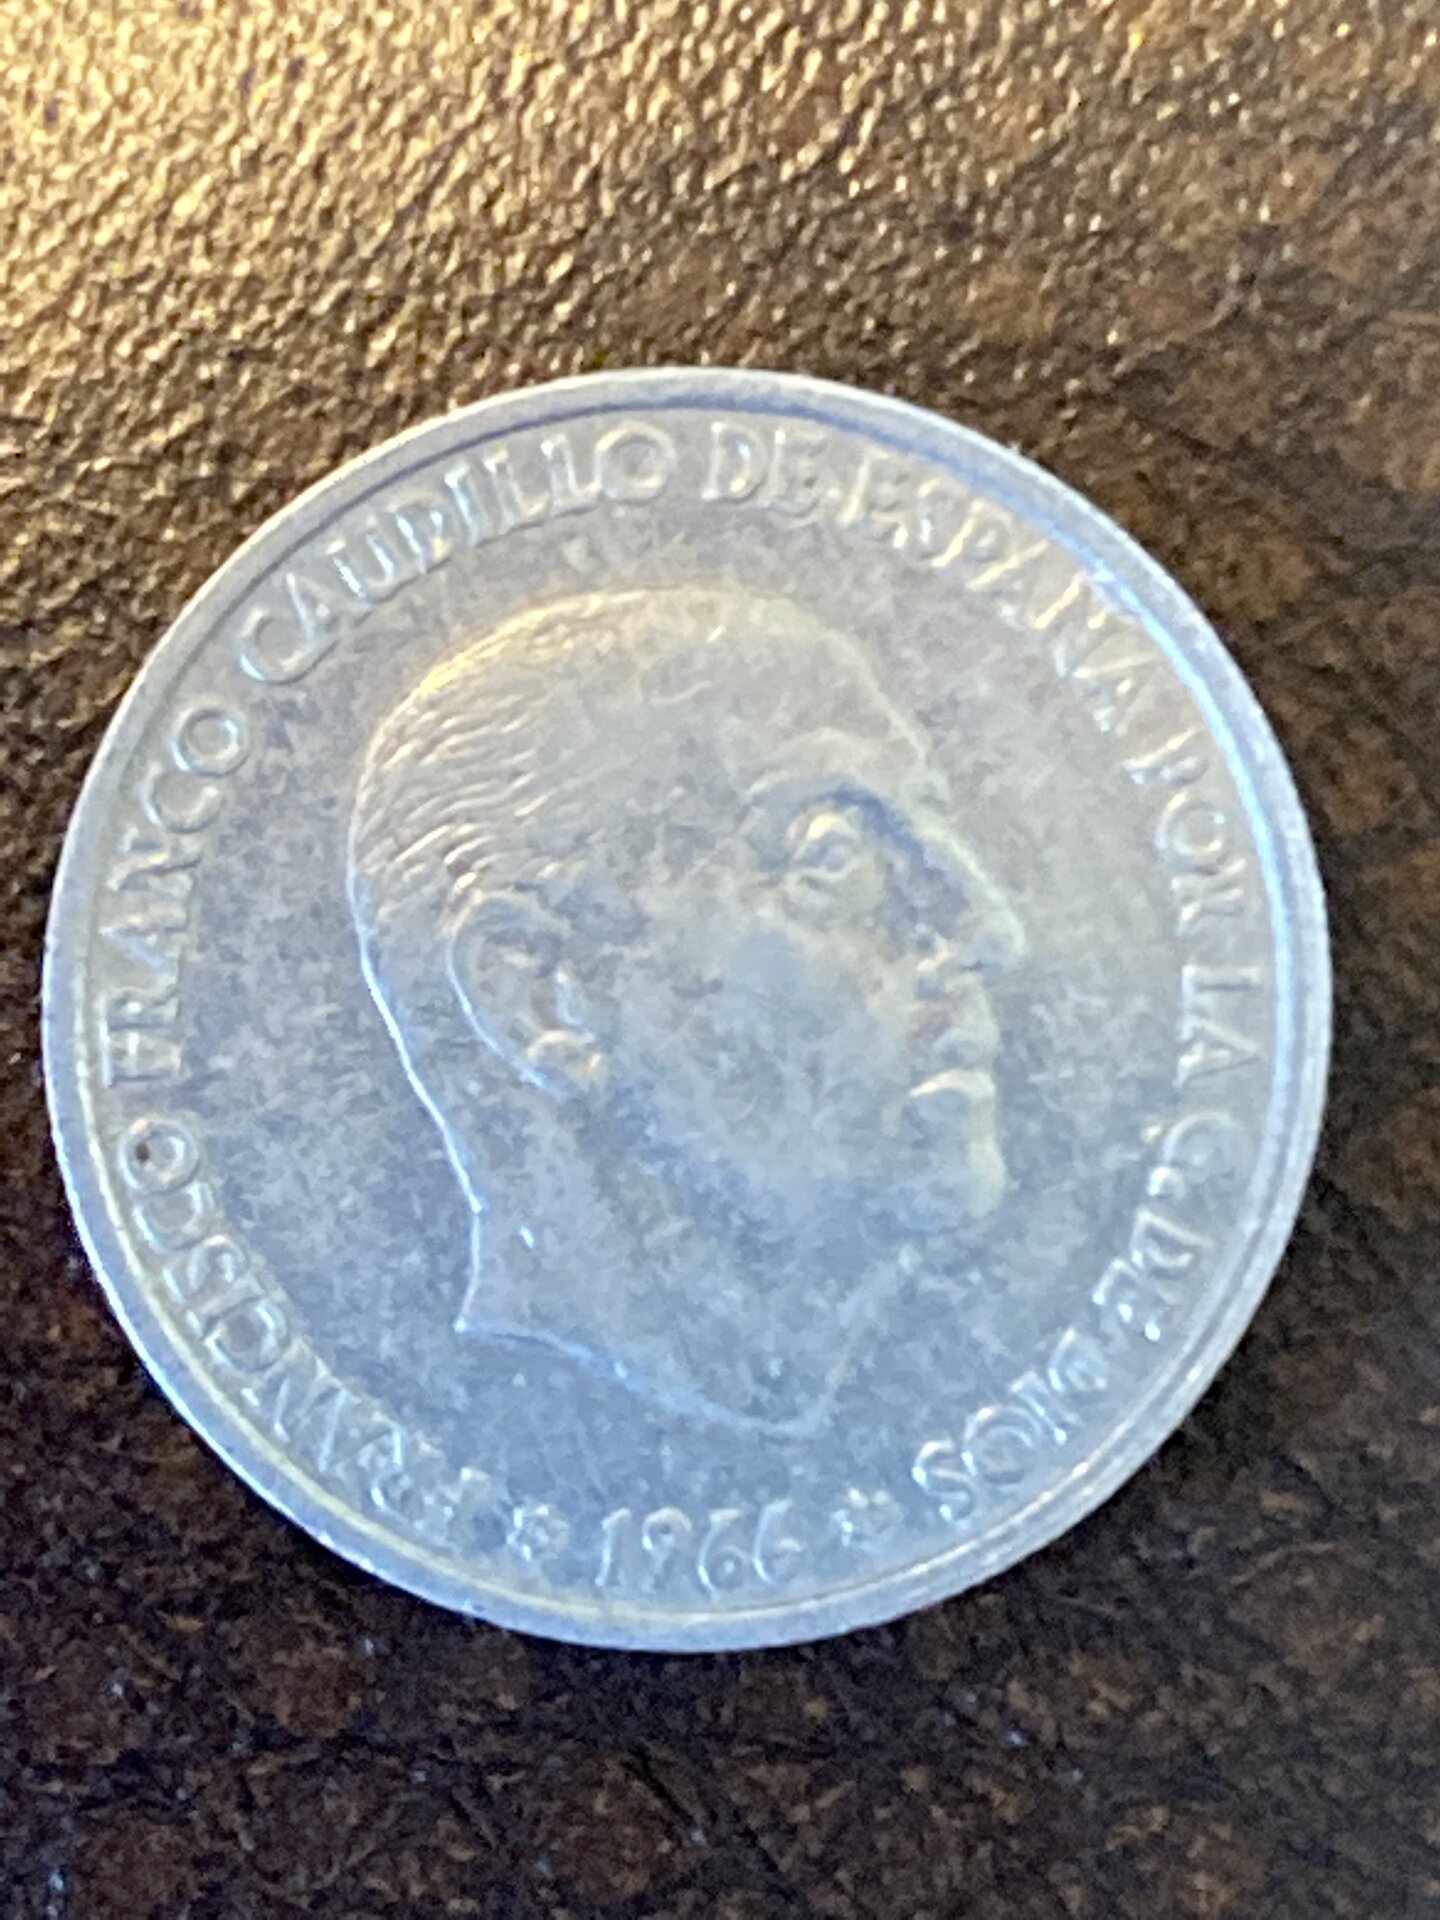 FRANCISCO FRANCO CAUDILLO DE ESPAÑA POR LA G. DE DIOS
* 1966 *